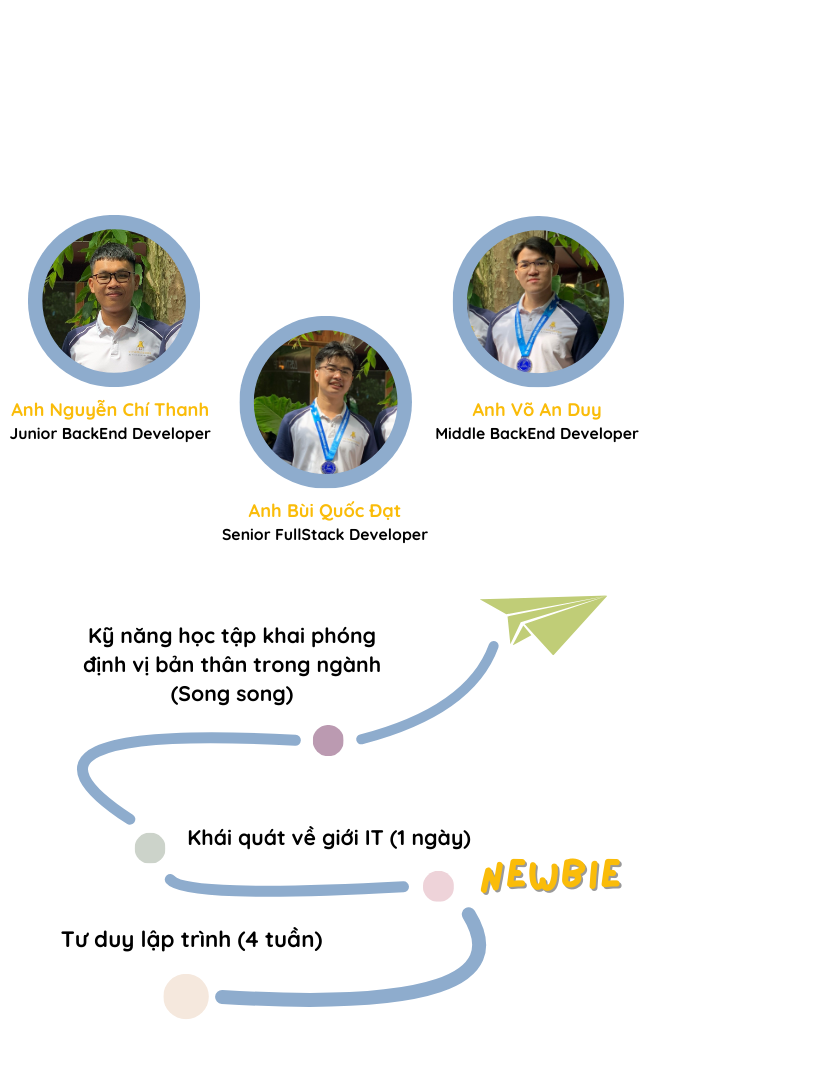 Anh Nguyễn Chí Thanh
Junior BackEnd Developer
Anh Võ An Duy
Middle BackEnd Developer
Anh Bùi Quốc Đạt
Senior FullStack Developer
Kỹ năng học tập khai phóng
định vị bản thân trong ngành
(Song song)
Khái quát về giới IT (1 ngày)
NEWBIE
Tư duy lập trình (4 tuần)